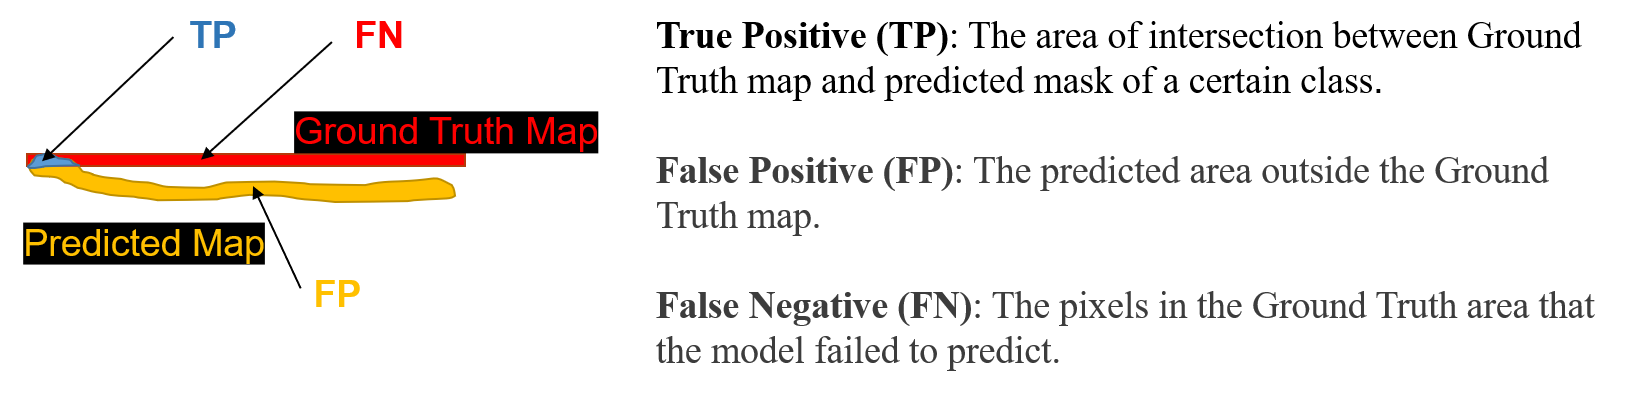 TP
FN
Ground Truth Map
Predicted Map
FP
True Positive (TP): The area of intersection between Ground
Truth map and predicted mask of a certain class.
False Positive (FP): The predicted area outside the Ground
Truth map.
False Negative (FN): The pixels in the Ground Truth area that
the model failed to predict.